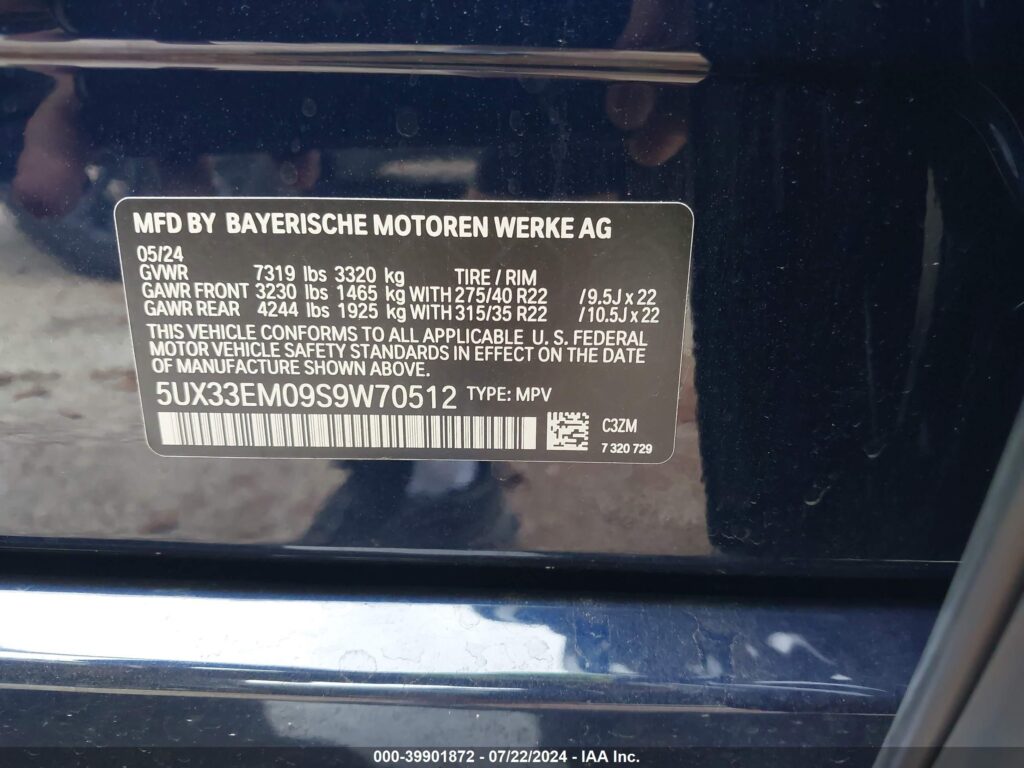 MFD BY BAYERISCHE MOTOREN WERKE AG
05/24
GVWR 7319 lbs 3320 kg TIRE / RIM
GAWR FRONT 3230 lbs 1465 kg WITH 275/40 R22 / 9.5J x 22
GAWR REAR 4244 lbs 1925 kg WITH 315/35 R22 / 10.5J x 22
THIS VEHICLE CONFORMS TO ALL APPLICABLE U. S. FEDERAL
MOTOR VEHICLE SAFETY STANDARDS IN EFFECT ON THE DATE
OF MANUFACTURE SHOWN ABOVE.
5UX33EM09S9W70512 TYPE: MPV
C3ZM
7 320 729
000-39901872 - 07/22/2024 - IAA Inc.